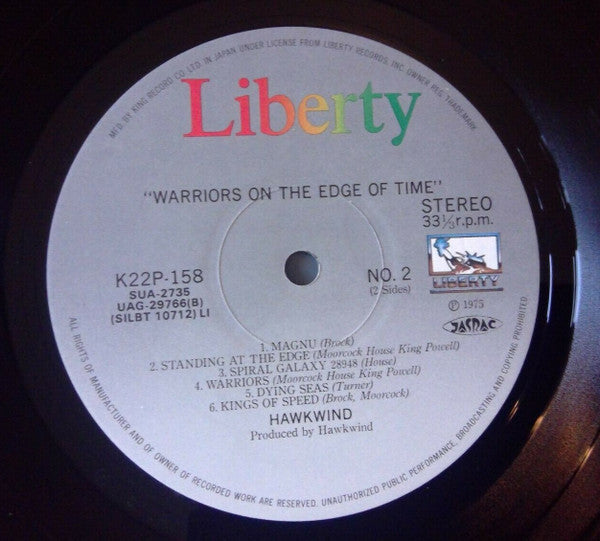 MFD. BY KING RECORD CO. LTD. IN JAPAN UNDER LICENSE FROM LIBERTY RECORDS, INC. OWNER REG. TRADEMARK.
Liberty
"WARRIORS ON THE EDGE OF TIME"
STEREO
33⅓ r.p.m.
K22P-158
SUA-2735
UAG-29766(B)
(SILBT 10712) LI
NO. 2
(2 Sides)
LIBERTY
Ⓟ 1975
JASRAC
1. MAGNU (Brock)
2. STANDING AT THE EDGE (Moorcock House King Powell)
3. SPIRAL GALAXY 28948 (House)
4. WARRIORS (Moorcock House King Powell)
5. DYING SEAS (Turner)
6. KINGS OF SPEED (Brock, Moorcock)
HAWKWIND
Produced by Hawkwind
ALL RIGHTS OF MANUFACTURER AND OF OWNER OF RECORDED WORK ARE RESERVED. UNAUTHORIZED PUBLIC PERFORMANCE, BROADCASTING AND COPYING PROHIBITED.